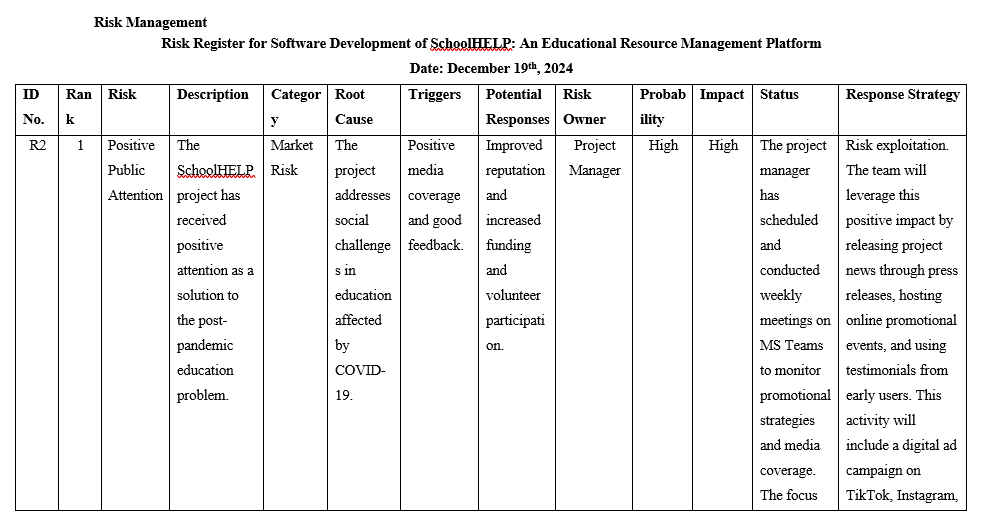 Risk Management
Risk Register for Software Development of SchoolHELP: An Educational Resource Management Platform
Date: December 19th, 2024
ID No.
Rank
Risk
Description
Category
Root Cause
Triggers
Potential Responses
Risk Owner
Probability
Impact
Status
Response Strategy
R2
1
Positive
Public
Attention
The
SchoolHELP
project has
received
positive
attention as a
solution to
the post-
pandemic
education
problem.
Market
Risk
The
project
addresses
social
challenge
s in
education
affected
by
COVID-
19.
Positive
media
coverage
and good
feedback.
Improved
reputation
and
increased
funding
and
volunteer
participati
on.
Project
Manager
High
High
The project
manager
has
scheduled
and
conducted
weekly
meetings on
MS Teams
to monitor
promotional
strategies
and media
coverage.
The focus
Risk exploitation.
The team will
leverage this
positive impact by
releasing project
news through press
releases, hosting
online promotional
events, and using
testimonials from
early users. This
activity will
include a digital ad
campaign on
TikTok, Instagram,